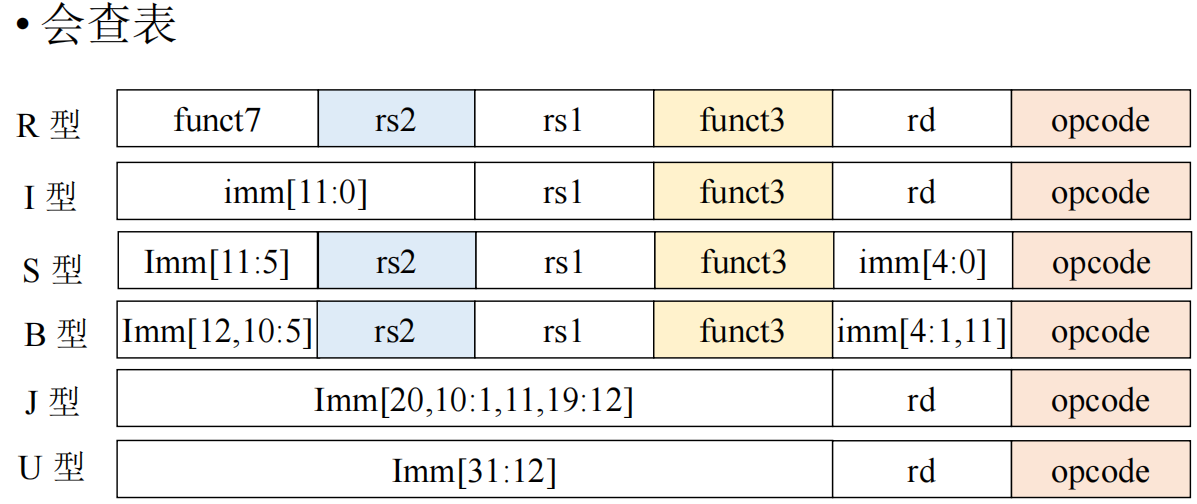 • 会查表
R 型 funct7 rs2 rs1 funct3 rd opcode
I 型 imm[11:0] rs1 funct3 rd opcode
S 型 Imm[11:5] rs2 rs1 funct3 imm[4:0] opcode
B 型 Imm[12,10:5] rs2 rs1 funct3 imm[4:1,11] opcode
J 型 Imm[20,10:1,11,19:12] rd opcode
U 型 Imm[31:12] rd opcode